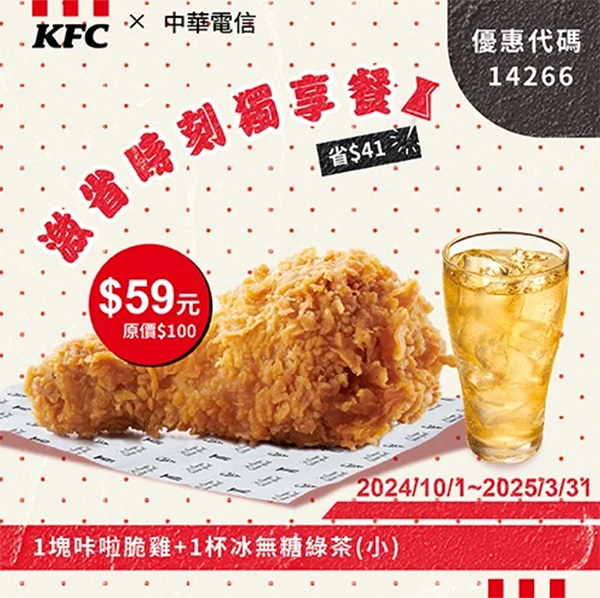 KFC × 中華電信
優惠代碼
14266
激省時刻獨享餐
省$41
$59元
原價$100
2024/10/1~2025/3/31
1塊咔啦脆雞+1杯冰無糖綠茶(小)